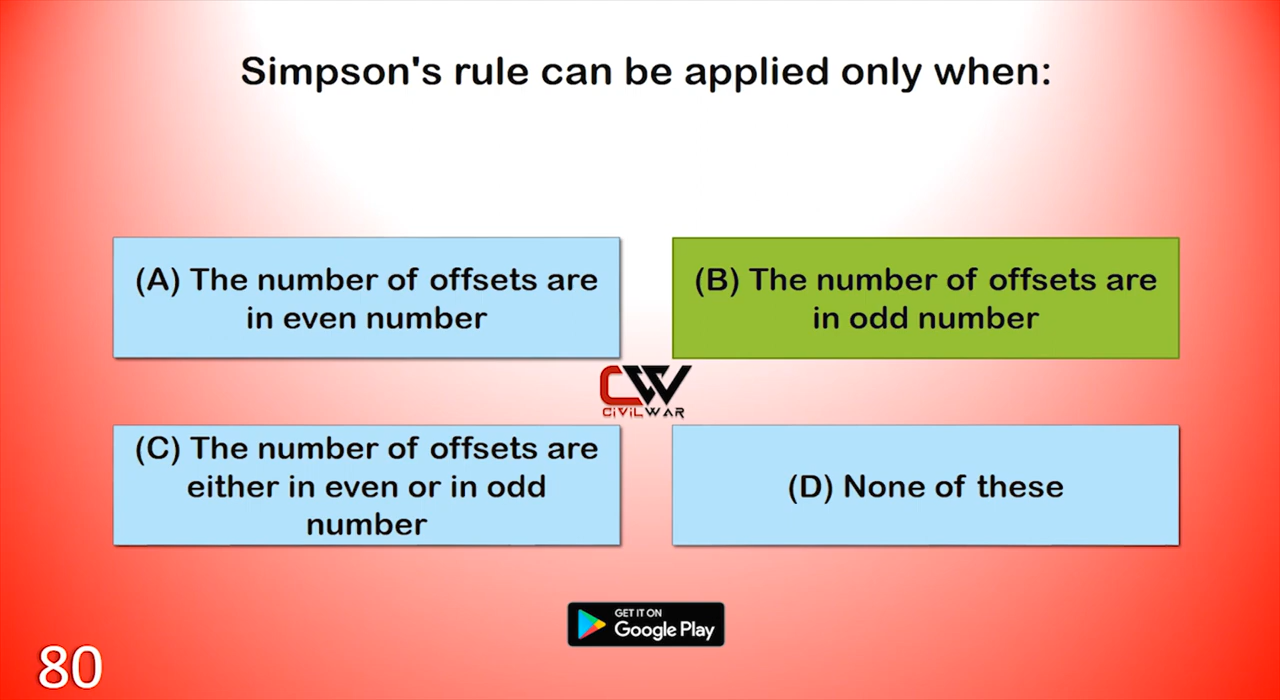 Simpson's rule can be applied only when:
(A) The number of offsets are
in even number
(B) The number of offsets are
in odd number
CW
CiViL WAR
(C) The number of offsets are
either in even or in odd
number
(D) None of these
GET IT ON
Google Play
80